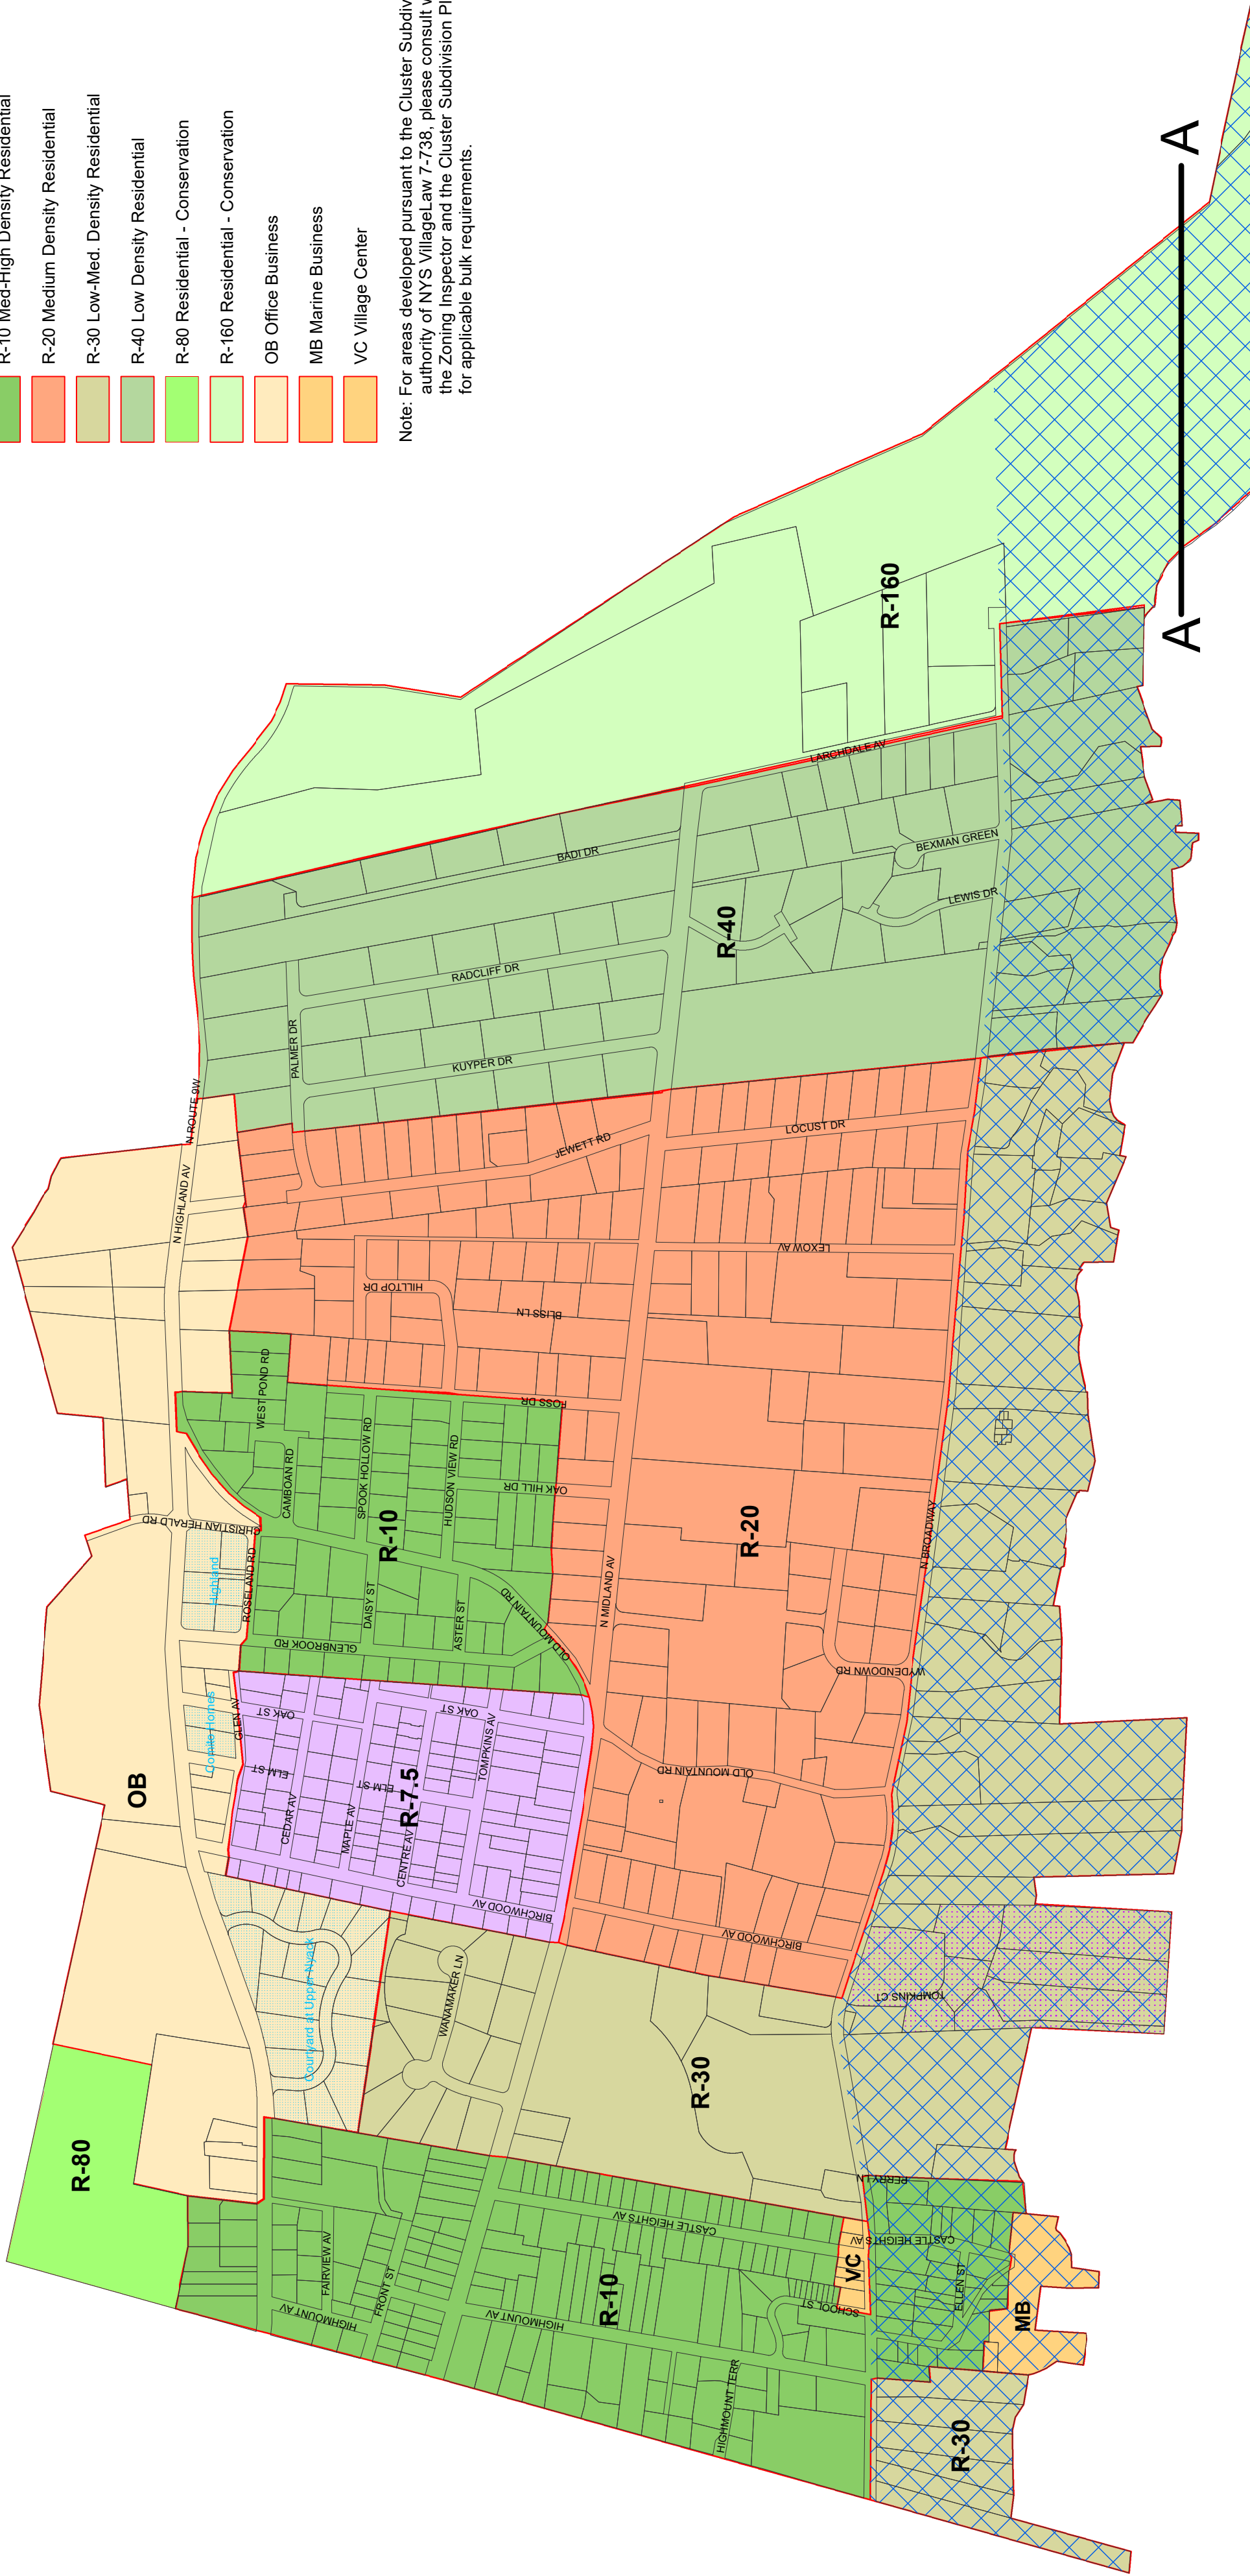 R-10 Med-High Density Residential
R-20 Medium Density Residential
R-30 Low-Med. Density Residential
R-40 Low Density Residential
R-80 Residential - Conservation
R-160 Residential - Conservation
OB Office Business
MB Marine Business
VC Village Center
Note: For areas developed pursuant to the Cluster Subdiv
authority of NYS VillageLaw 7-738, please consult w
the Zoning Inspector and the Cluster Subdivision Pl
for applicable bulk requirements.
A
A
R-160
LARCHDALE AV
BADI DR
BEXMAN GREEN
LEWIS DR
R-40
RADCLIFF DR
PALMER DR
KUYPER DR
N ROUTE 9W
N HIGHLAND AV
JEWETT RD
LOCUST DR
LEXOW AV
HILLTOP DR
BLISS LN
WEST POND RD
FOSS DR
CAMBOAN RD
SPOOK HOLLOW RD
HUDSON VIEW RD
OAK HILL DR
CHRISTIAN HERALD RD
R-10
R-20
N BROADWAY
Highland
ROSELAND RD
DAISY ST
ASTER ST
OLD MOUNTAIN RD
N MIDLAND AV
GLENBROOK RD
WYDENDOWN RD
Comito Homes
GLEN AV
OAK ST
OAK ST
TOMPKINS AV
OB
ELM ST
ELM ST
OLD MOUNTAIN RD
CEDAR AV
MAPLE AV
CENTRE AV
R-7.5
BIRCHWOOD AV
BIRCHWOOD AV
Courtyard at Upper Nyack
WANAMAKER LN
TOMPKINS CT
R-30
R-80
PERRY LN
CASTLE HEIGHTS AV
CASTLE HEIGHTS AV
FAIRVIEW AV
FRONT ST
VC
ELLEN ST
R-10
SCHOOL ST
HIGHMOUNT AV
HIGHMOUNT AV
MB
HIGHMOUNT TERR
R-30